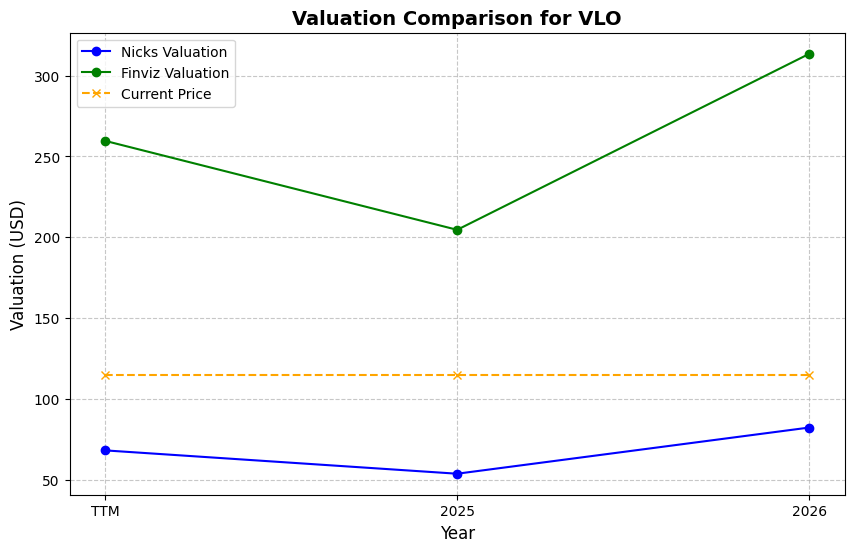 Valuation Comparison for VLO
Nicks Valuation
Finviz Valuation
Current Price
Valuation (USD)
300
250
200
150
100
50
TTM
2025
2026
Year